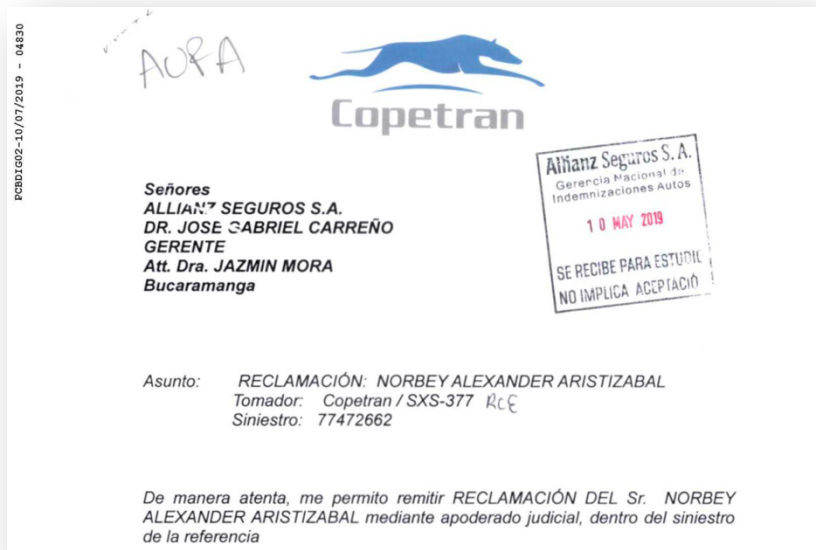 PCBDIG02-10/07/2019 - 04830
AURA
Copetran
Allianz Seguros S. A.
Gerencia Nacional de
Indemnizaciones Autos
10 MAY 2019
SE RECIBE PARA ESTUDIO
NO IMPLICA ACEPTACIÓ
Señores
ALLIANZ SEGUROS S.A.
DR. JOSE GABRIEL CARREÑO
GERENTE
Att. Dra. JAZMIN MORA
Bucaramanga
Asunto: RECLAMACIÓN: NORBEY ALEXANDER ARISTIZABAL
Tomador: Copetran / SXS-377 RCE
Siniestro: 77472662
De manera atenta, me permito remitir RECLAMACIÓN DEL Sr. NORBEY
ALEXANDER ARISTIZABAL mediante apoderado judicial, dentro del siniestro
de la referencia